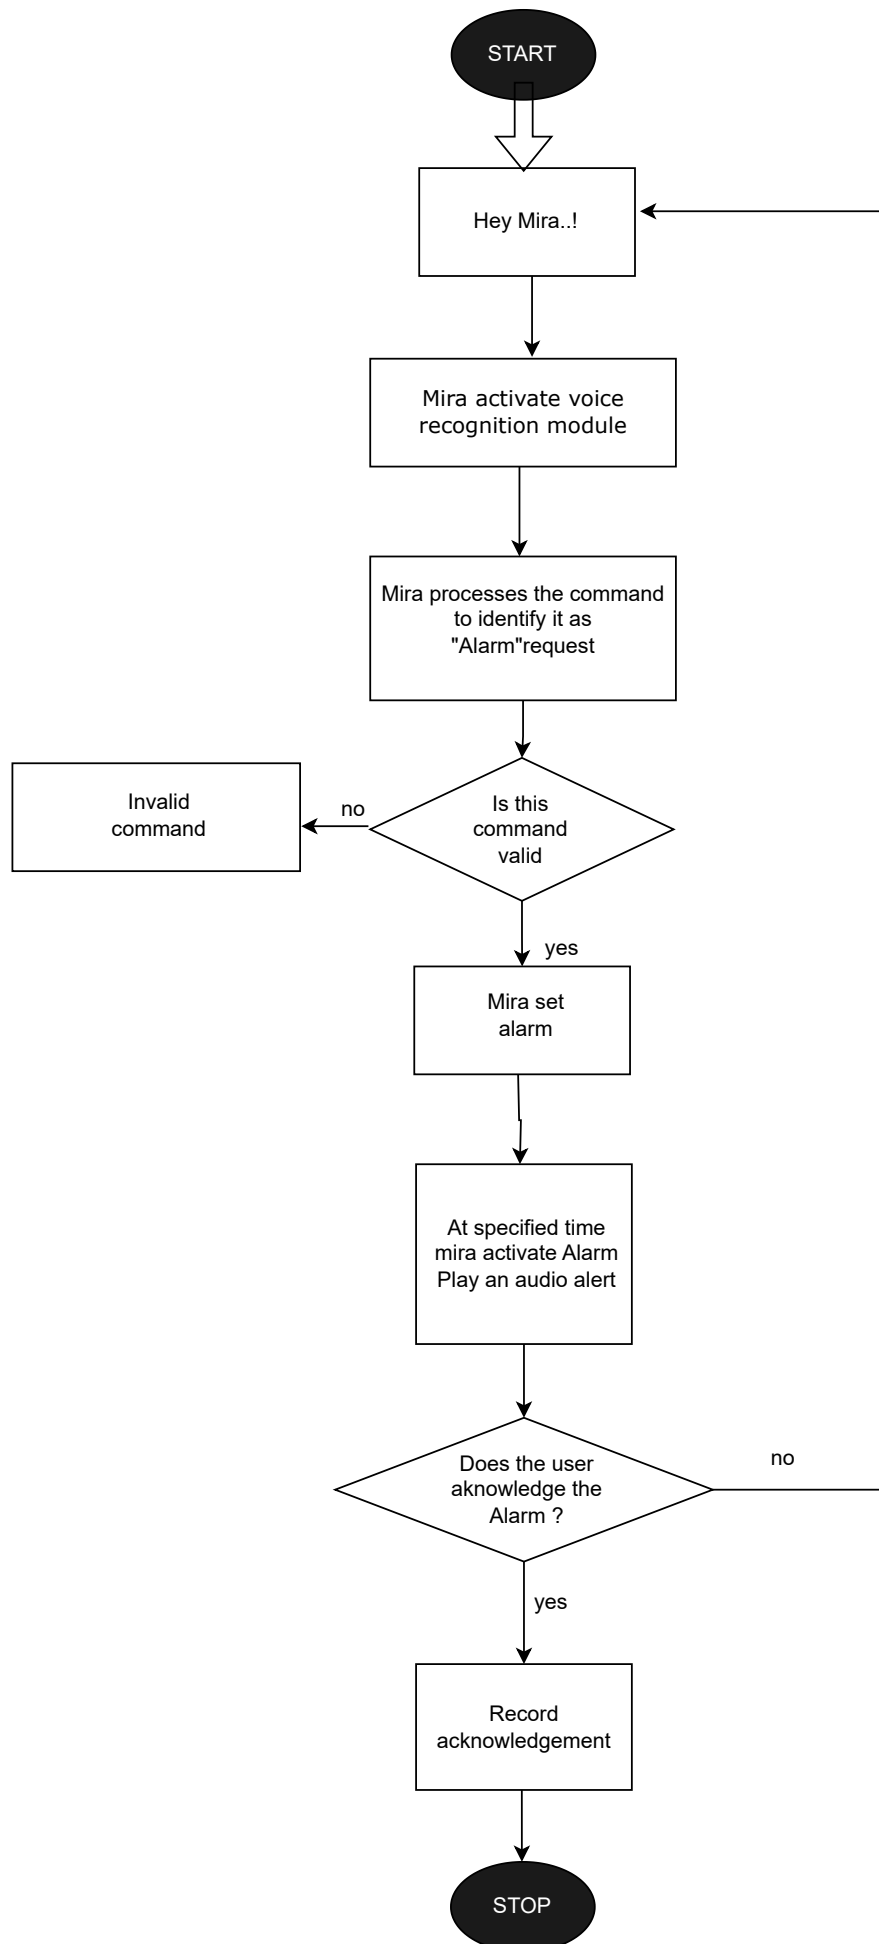 START
Hey Mira..!
Mira activate voice
recognition module
Mira processes the command
to identify it as
"Alarm"request
Invalid
command
no
Is this
command
valid
yes
Mira set
alarm
At specified time
mira activate Alarm
Play an audio alert
Does the user
aknowledge the
Alarm ?
no
yes
Record
acknowledgement
STOP